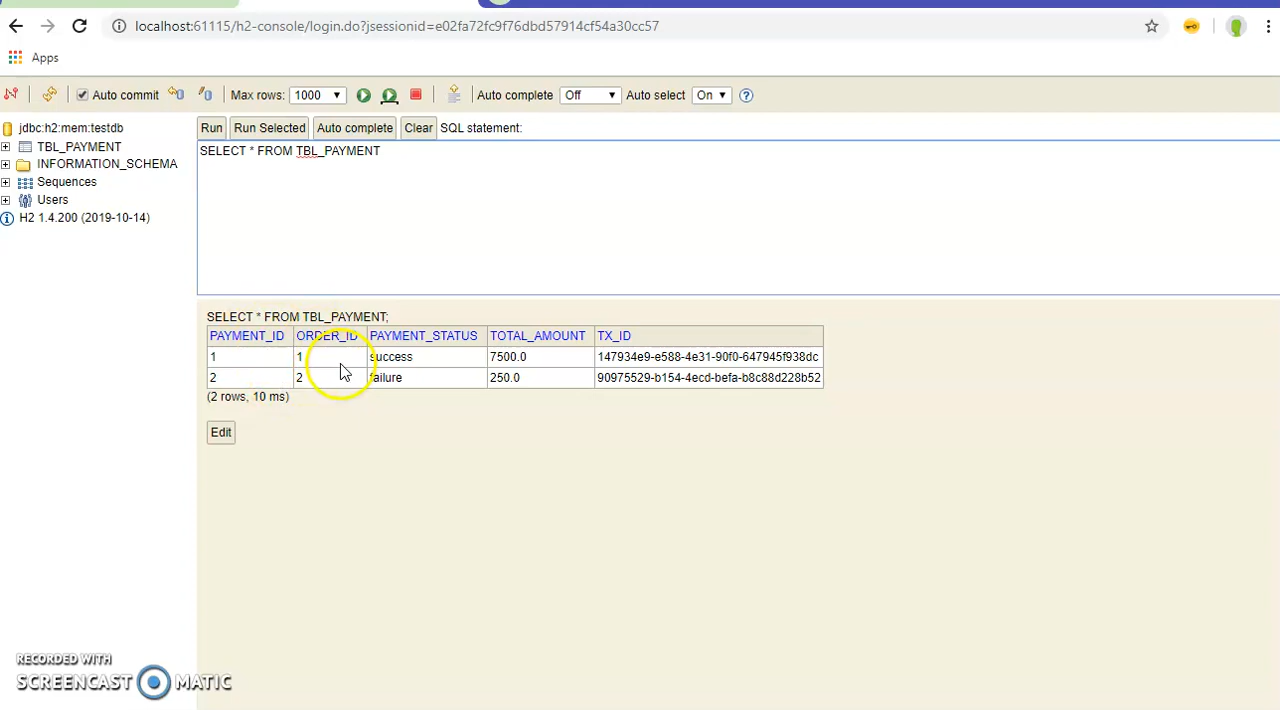 localhost:61115/h2-console/login.do?jsessionid=e02fa72fc9f76dbd57914cf54a30cc57
Apps
Auto commit Max rows: 1000 Auto complete Off Auto select On
jdbc:h2:mem:testdb
TBL_PAYMENT
INFORMATION_SCHEMA
Sequences
Users
H2 1.4.200 (2019-10-14)
Run Run Selected Auto complete Clear SQL statement:
SELECT * FROM TBL_PAYMENT
SELECT * FROM TBL_PAYMENT;
PAYMENT_ID ORDER_ID PAYMENT_STATUS TOTAL_AMOUNT TX_ID
1 1 success 7500.0 147934e9-e588-4e31-90f0-647945f938dc
2 2 failure 250.0 90975529-b154-4ecd-befa-b8c88d228b52
(2 rows, 10 ms)
Edit
RECORDED WITH
SCREENCAST MATIC